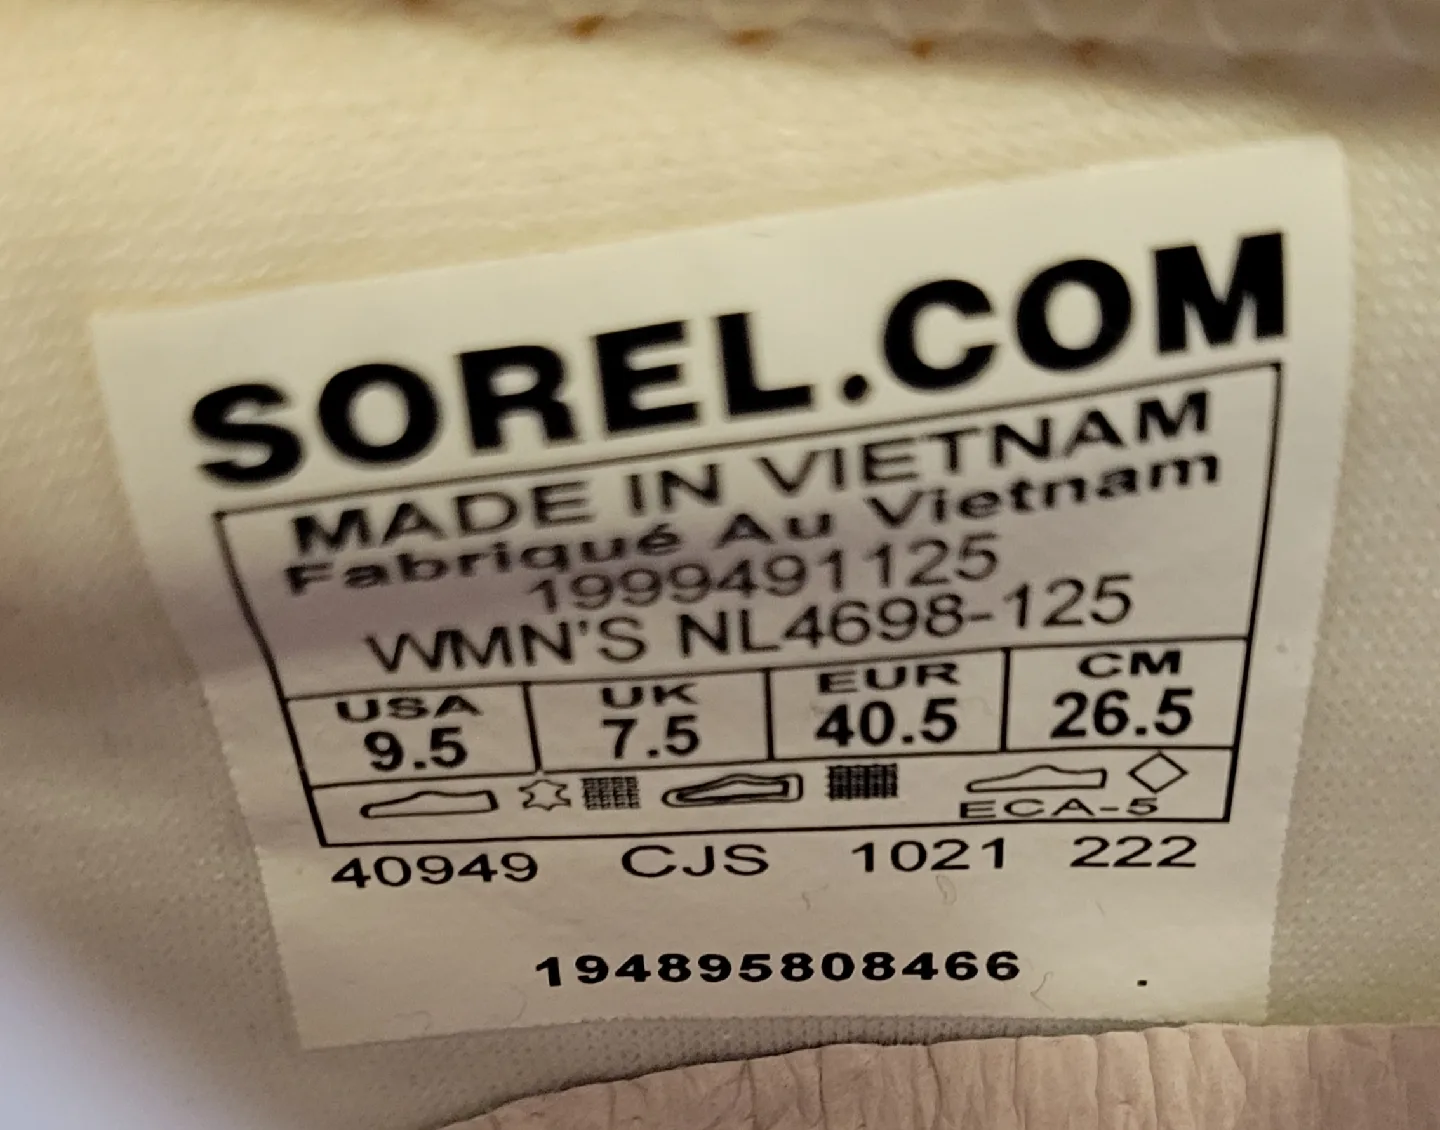 SOREL.COM
MADE IN VIETNAM
Fabriqué Au Vietnam
1999491125
WMN'S NL4698-125
USA UK EUR CM
9.5 7.5 40.5 26.5
ECA-5
40949 CJS 1021 222
194895808466